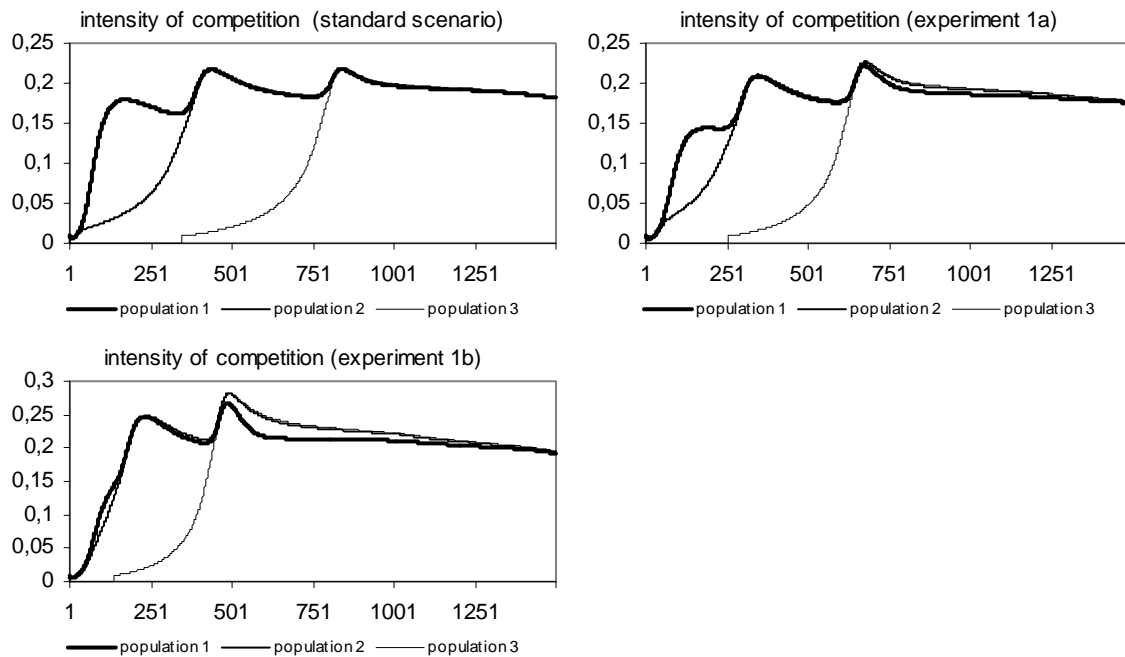 intensity of competition (standard scenario)
0,25
0,2
0,15
0,1
0,05
0
1 251 501 751 1001 1251
population 1 population 2 population 3
intensity of competition (experiment 1a)
0,25
0,2
0,15
0,1
0,05
0
1 251 501 751 1001 1251
population 1 population 2 population 3
intensity of competition (experiment 1b)
0,3
0,25
0,2
0,15
0,1
0,05
0
1 251 501 751 1001 1251
population 1 population 2 population 3